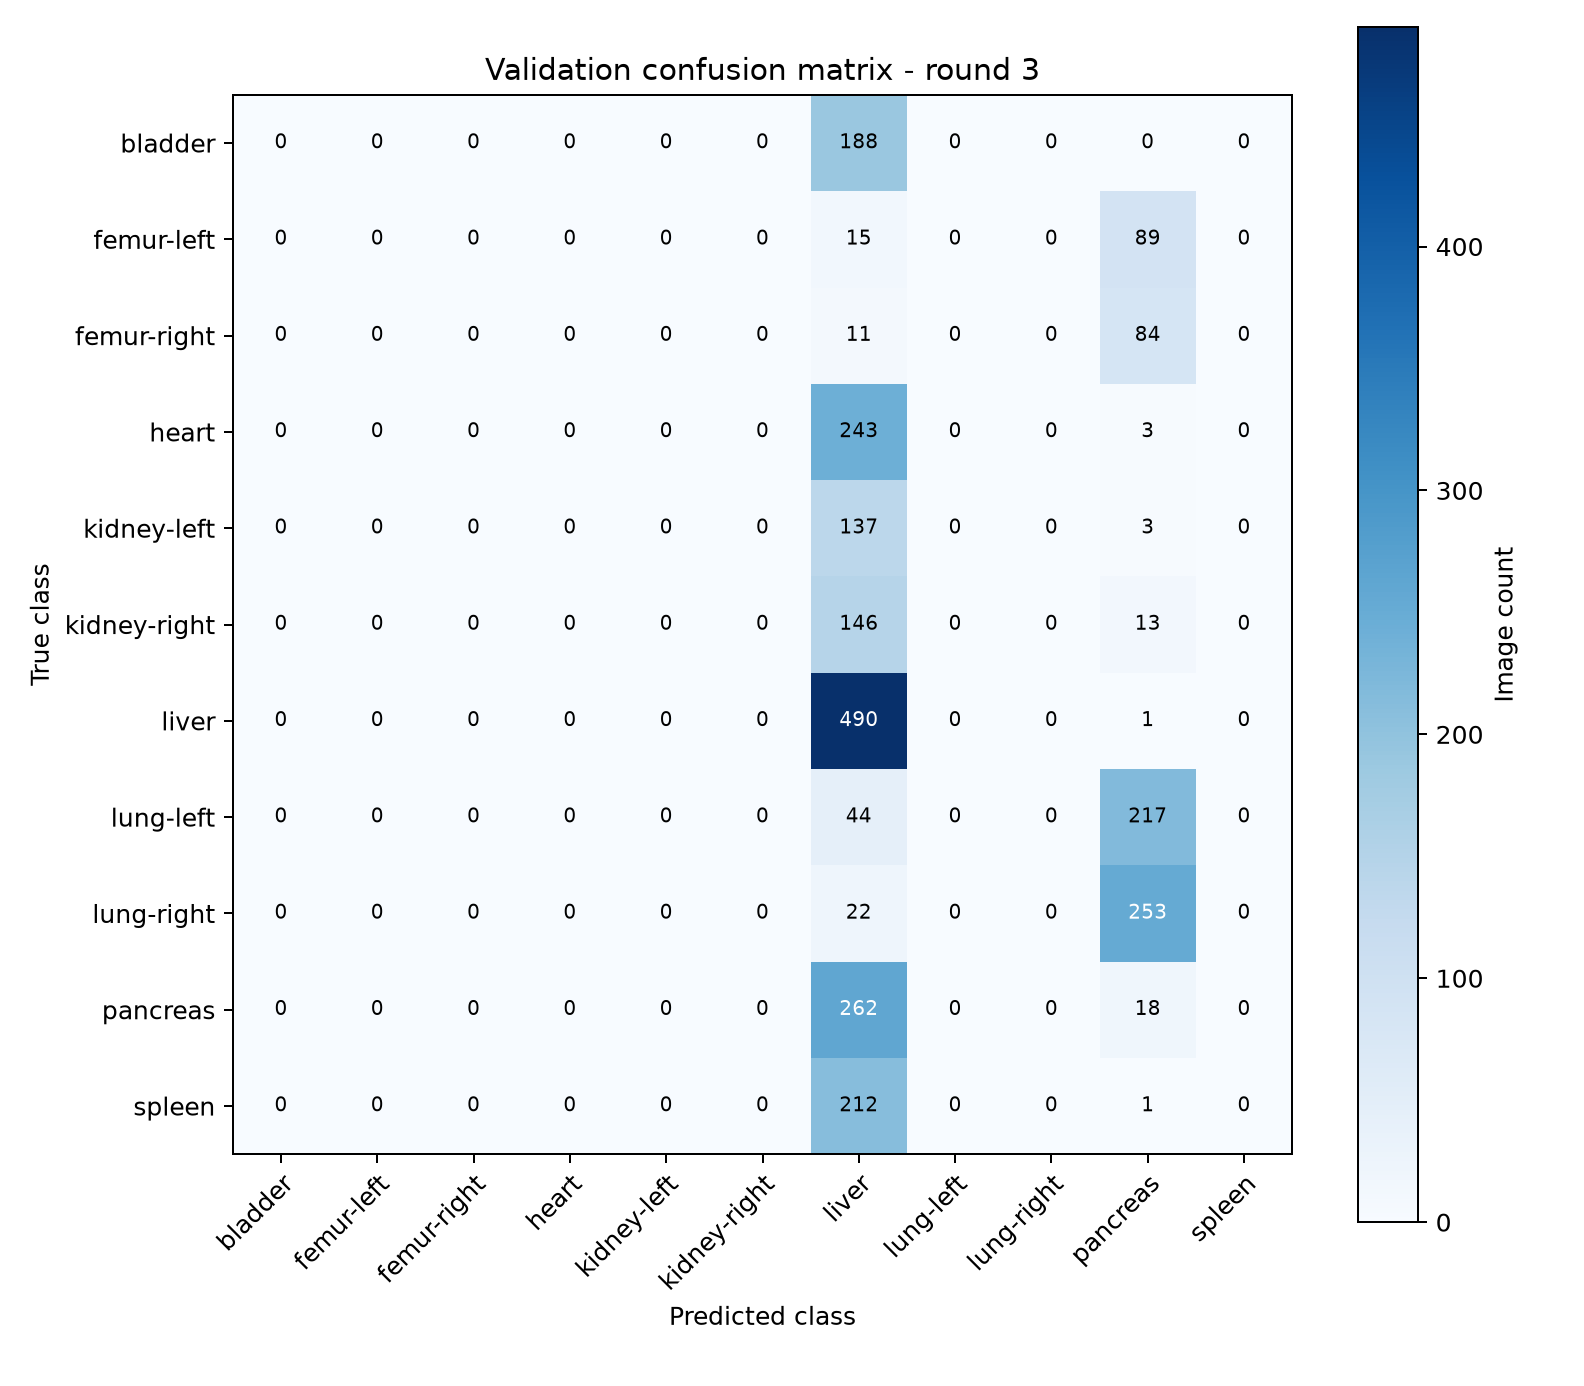 Validation confusion matrix - round 3
bladder 0 0 0 0 0 0 188 0 0 0 0
femur-left 0 0 0 0 0 0 15 0 0 89 0
femur-right 0 0 0 0 0 0 11 0 0 84 0
heart 0 0 0 0 0 0 243 0 0 3 0
kidney-left 0 0 0 0 0 0 137 0 0 3 0
kidney-right 0 0 0 0 0 0 146 0 0 13 0
liver 0 0 0 0 0 0 490 0 0 1 0
lung-left 0 0 0 0 0 0 44 0 0 217 0
lung-right 0 0 0 0 0 0 22 0 0 253 0
pancreas 0 0 0 0 0 0 262 0 0 18 0
spleen 0 0 0 0 0 0 212 0 0 1 0
True class
bladder femur-left femur-right heart kidney-left kidney-right liver lung-left lung-right pancreas spleen
Predicted class
400
300
200
100
0
Image count